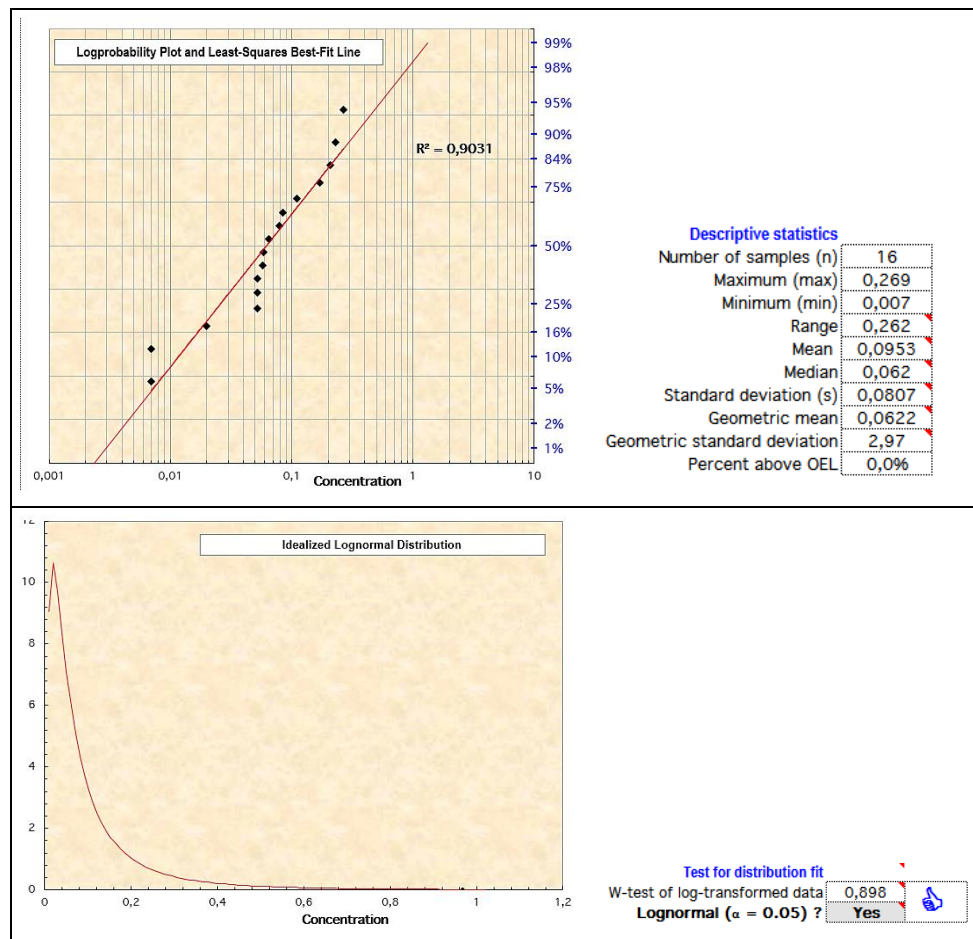 Logprobability Plot and Least-Squares Best-Fit Line
R² = 0,9031
99%
98%
95%
90%
84%
75%
50%
25%
16%
10%
5%
2%
1%
0,001 0,01 0,1 1 10
Concentration
Descriptive statistics
Number of samples (n) 16
Maximum (max) 0,269
Minimum (min) 0,007
Range 0,262
Mean 0,0953
Median 0,062
Standard deviation (s) 0,0807
Geometric mean 0,0622
Geometric standard deviation 2,97
Percent above OEL 0,0%
Idealized Lognormal Distribution
12
10
8
6
4
2
0
0 0,2 0,4 0,6 0,8 1 1,2
Concentration
Test for distribution fit
W-test of log-transformed data 0,898
Lognormal (α = 0.05) ? Yes